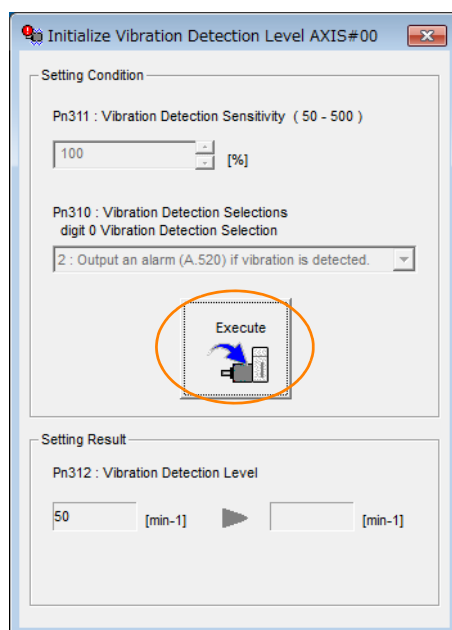 Initialize Vibration Detection Level AXIS#00
Setting Condition
Pn311 : Vibration Detection Sensitivity ( 50 - 500 )
100
[%]
Pn310 : Vibration Detection Selections
digit 0 Vibration Detection Selection
2 : Output an alarm (A.520) if vibration is detected.
Execute
Setting Result
Pn312 : Vibration Detection Level
50 [min-1] [min-1]